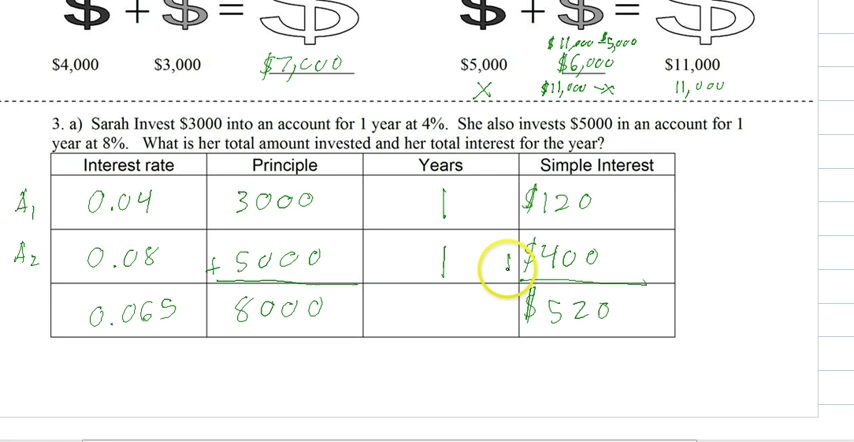 $ + $ = $ $ + $ = $
$11,000 $5,000
$4,000 $3,000 $7,000 $5,000 $6,000 $11,000
X $11,000 -x 11,000
3. a) Sarah Invest $3000 into an account for 1 year at 4%. She also invests $5000 in an account for 1
year at 8%. What is her total amount invested and her total interest for the year?
Interest rate Principle Years Simple Interest
A1 0.04 3000 1 $120
A2 0.08 + 5000 1 $400
0.065 8000 $520